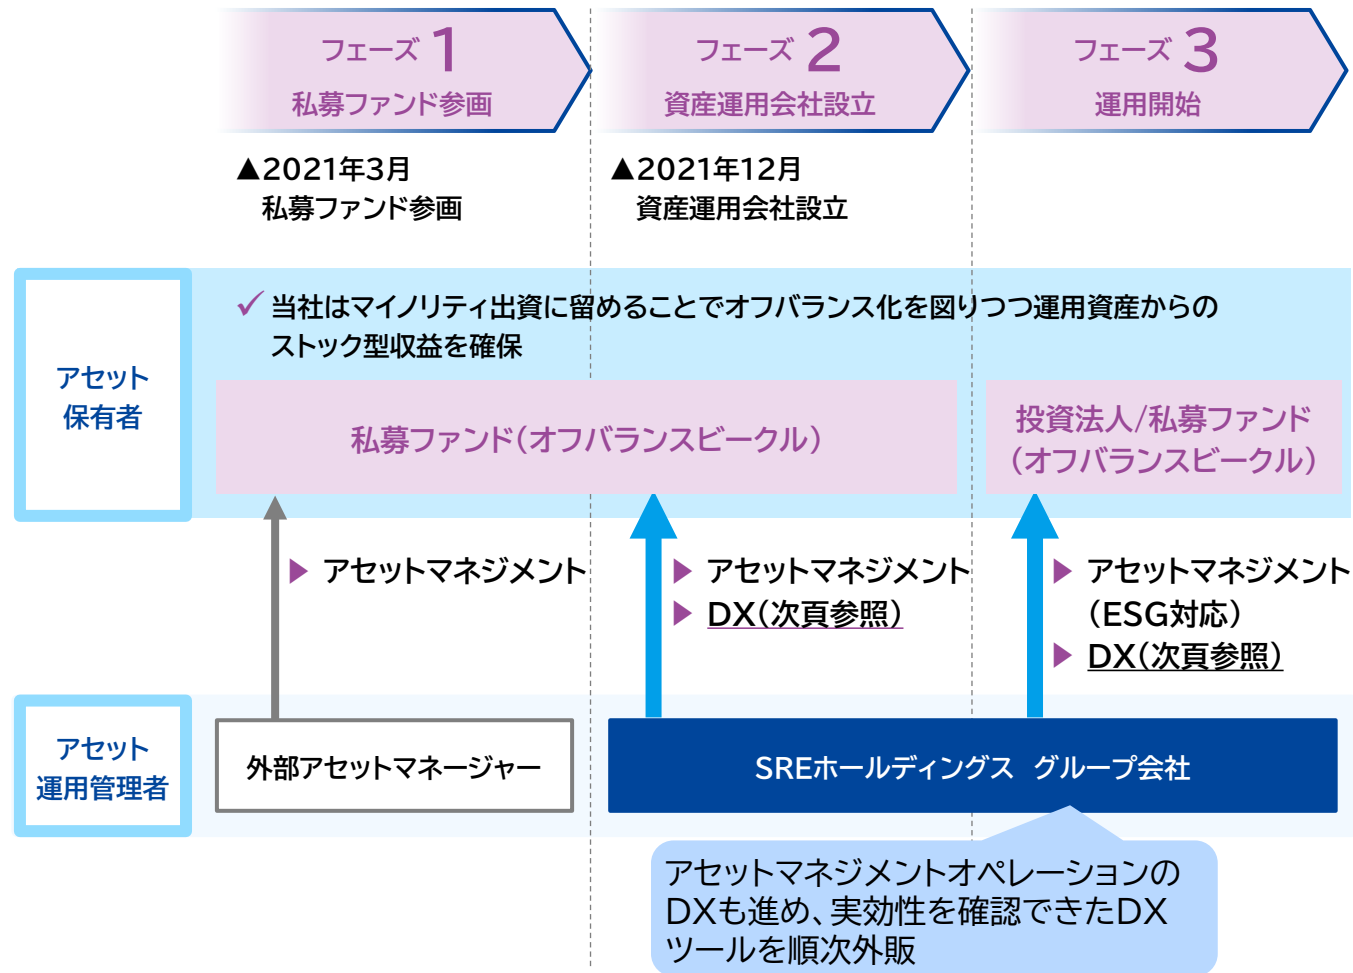 フェーズ 1
私募ファンド参画
フェーズ 2
資産運用会社設立
フェーズ 3
運用開始
▲2021年3月
私募ファンド参画
▲2021年12月
資産運用会社設立
アセット
保有者
✓ 当社はマイノリティ出資に留めることでオフバランス化を図りつつ運用資産からの
ストック型収益を確保
私募ファンド(オフバランスビークル)
投資法人/私募ファンド
(オフバランスビークル)
▶ アセットマネジメント
▶ アセットマネジメント
▶ DX(次頁参照)
▶ アセットマネジメント
(ESG対応)
▶ DX(次頁参照)
アセット
運用管理者
外部アセットマネージャー
SREホールディングス グループ会社
アセットマネジメントオペレーションの
DXも進め、実効性を確認できたDX
ツールを順次外販